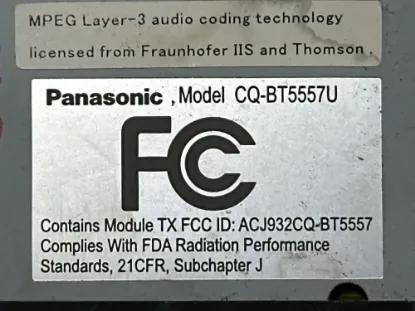 MPEG Layer-3 audio coding technology
licensed from Fraunhofer IIS and Thomson.
Panasonic, Model CQ-BT5557U
FC
Contains Module TX FCC ID: ACJ932CQ-BT5557
Complies With FDA Radiation Performance
Standards, 21CFR, Subchapter J